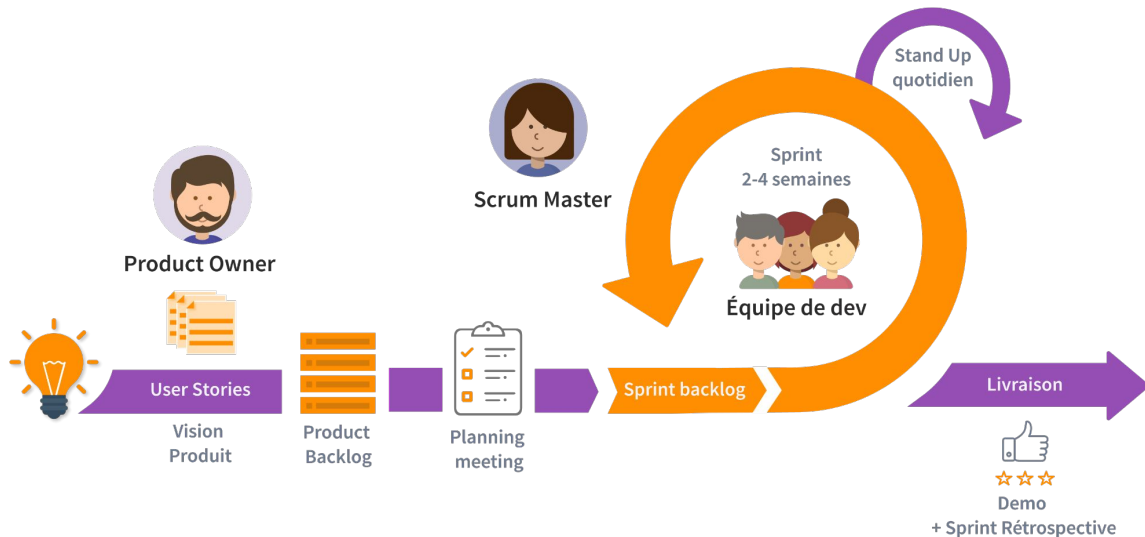 Stand Up
quotidien
Sprint
2-4 semaines
Scrum Master
Product Owner
Équipe de dev
User Stories
Sprint backlog
Livraison
Vision
Produit
Product
Backlog
Planning
meeting
Demo
+ Sprint Rétrospective